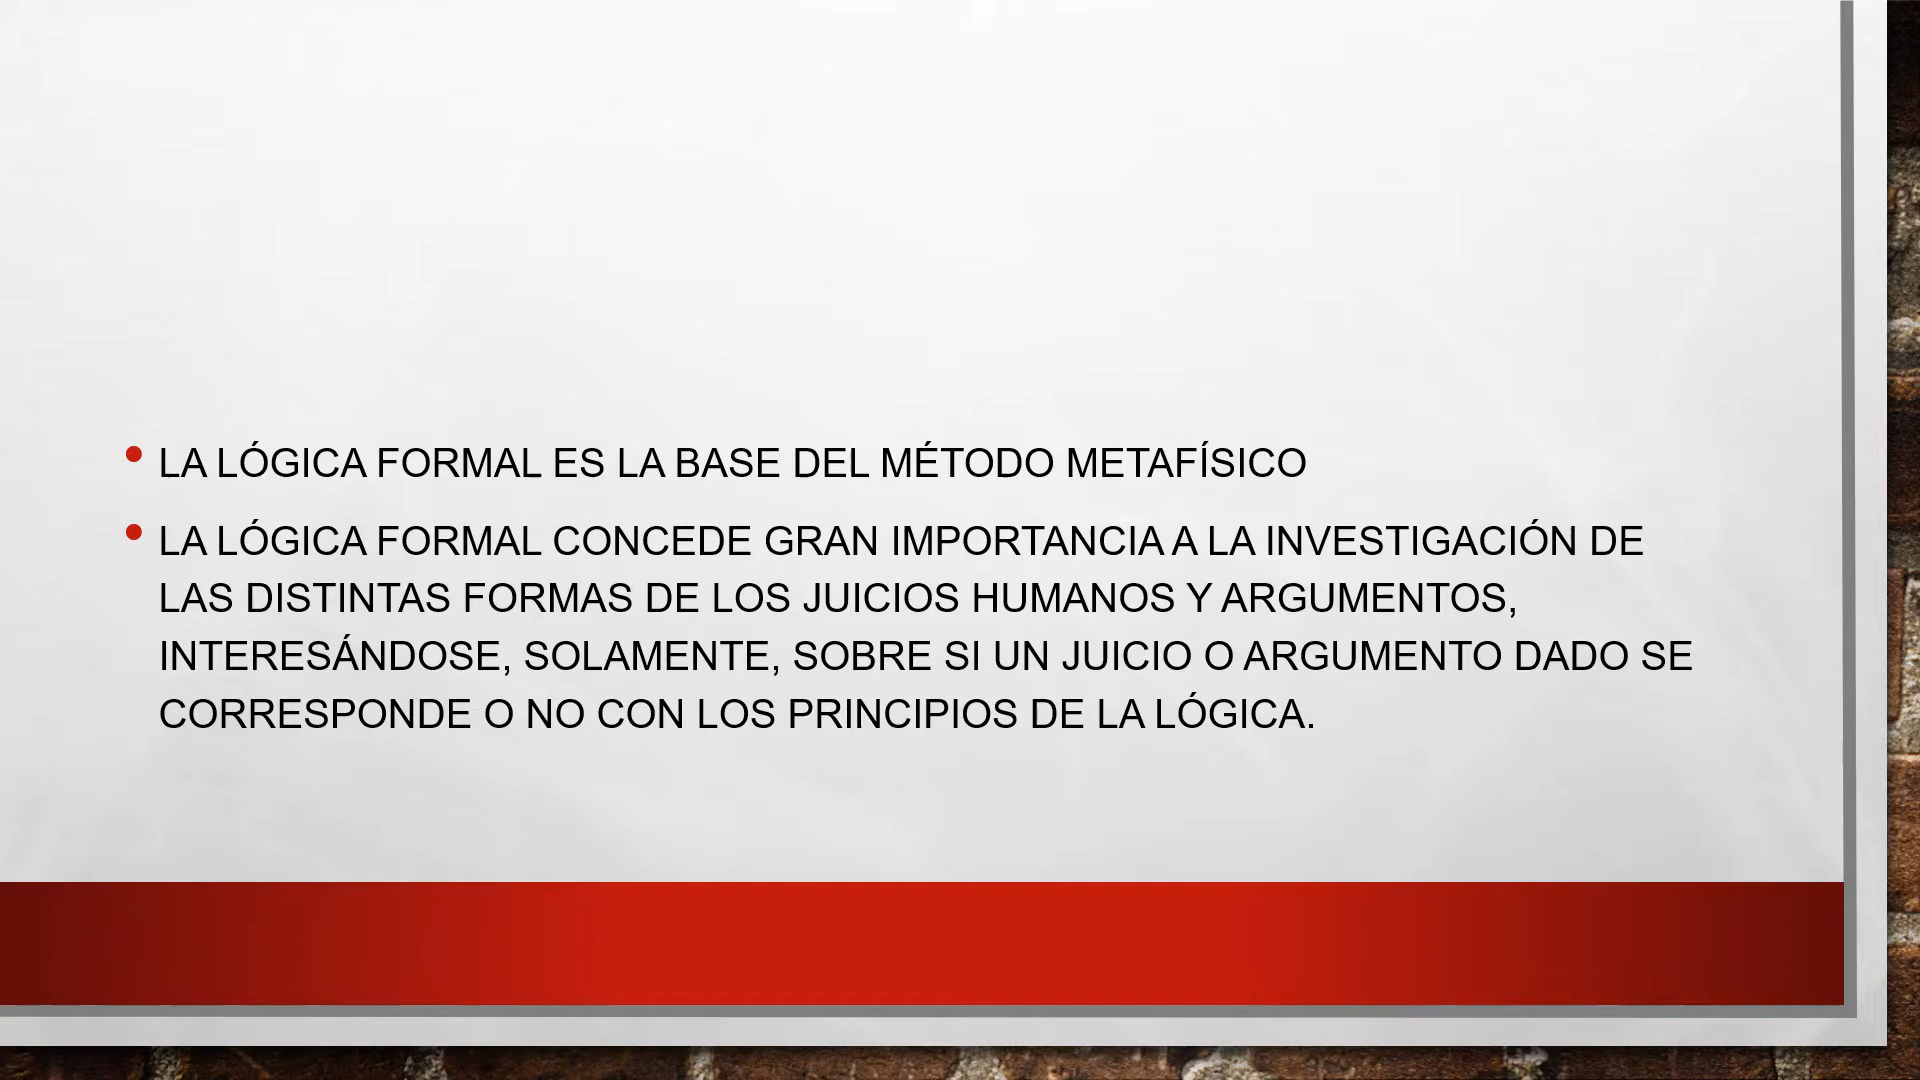 • LA LÓGICA FORMAL ES LA BASE DEL MÉTODO METAFÍSICO
• LA LÓGICA FORMAL CONCEDE GRAN IMPORTANCIA A LA INVESTIGACIÓN DE
LAS DISTINTAS FORMAS DE LOS JUICIOS HUMANOS Y ARGUMENTOS,
INTERESÁNDOSE, SOLAMENTE, SOBRE SI UN JUICIO O ARGUMENTO DADO SE
CORRESPONDE O NO CON LOS PRINCIPIOS DE LA LÓGICA.